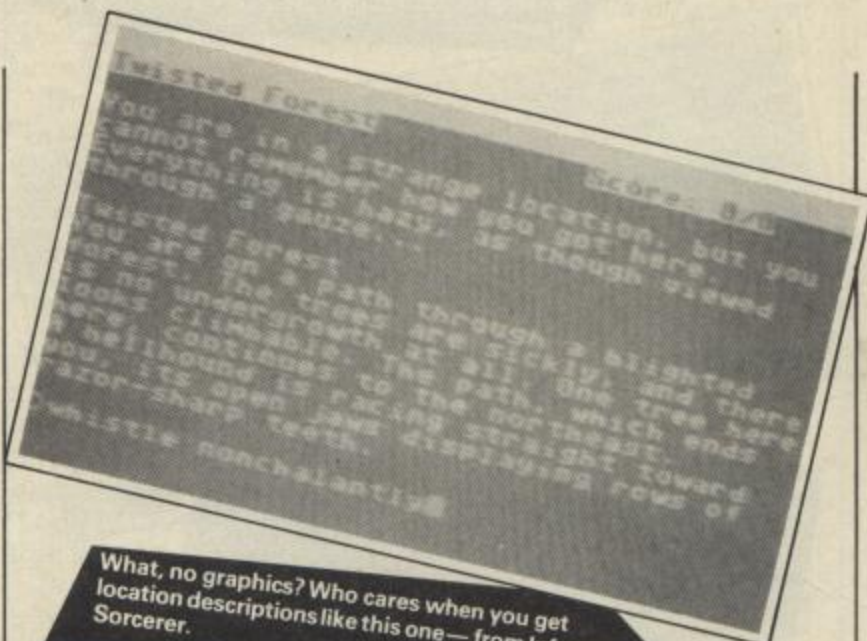 Twisted Forest
Score: 0/0
You are in a strange location, but you
cannot remember how you got here.
Everything is hazy, as though viewed
through a gauze...
Twisted Forest
You are on a path through a blighted
forest. The trees are sickly, and there
is no undergrowth at all. One tree here
looks climbable. The path, which ends
here, continues to the northeast.
A hellhound is racing straight toward
you, its open jaws displaying rows of
razor-sharp teeth.
>whistle nonchalantly
What, no graphics? Who cares when you get
location descriptions like this one— from
Sorcerer.